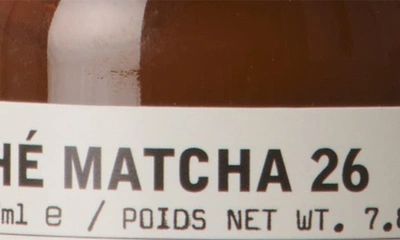 HÉ MATCHA 26
ml e / POIDS NET WT. 7.